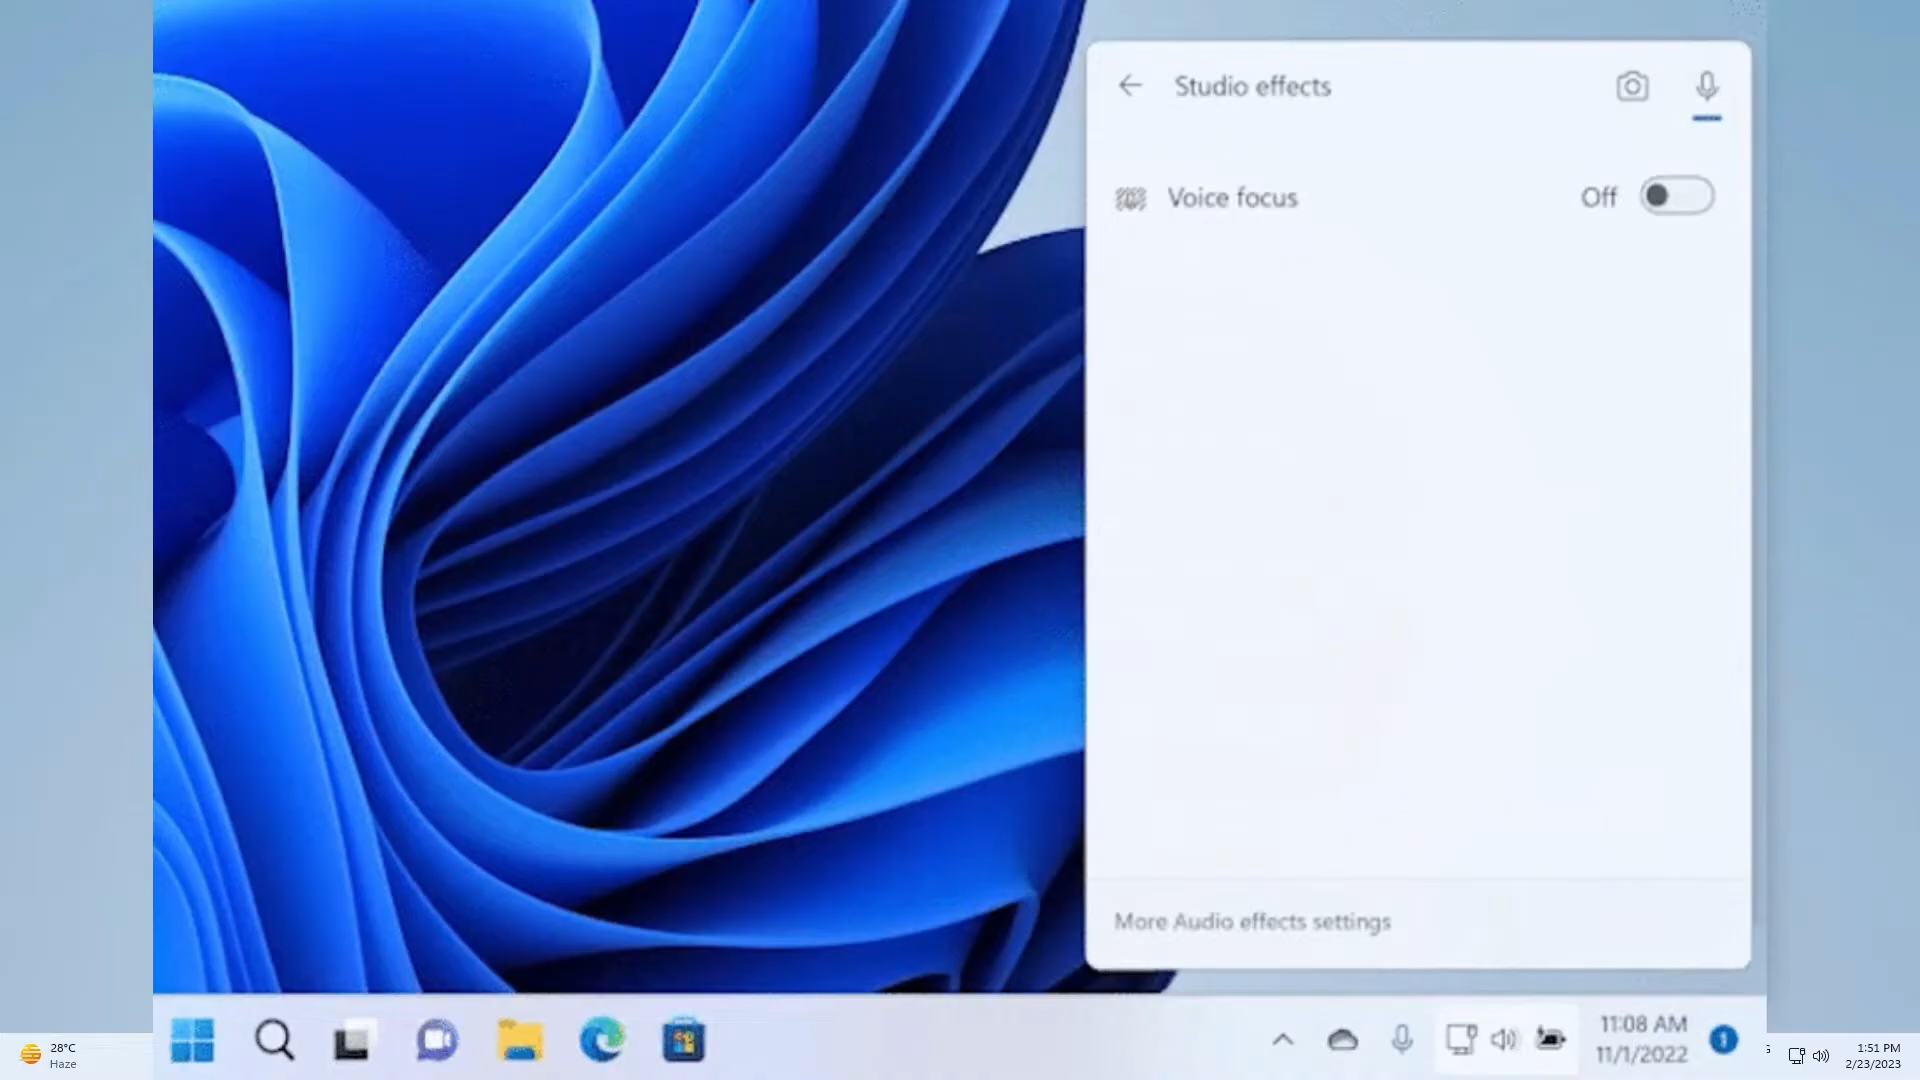 Studio effects
Voice focus
Off
More Audio effects settings
11:08 AM
11/1/2022
28°C
Haze
1:51 PM
2/23/2023